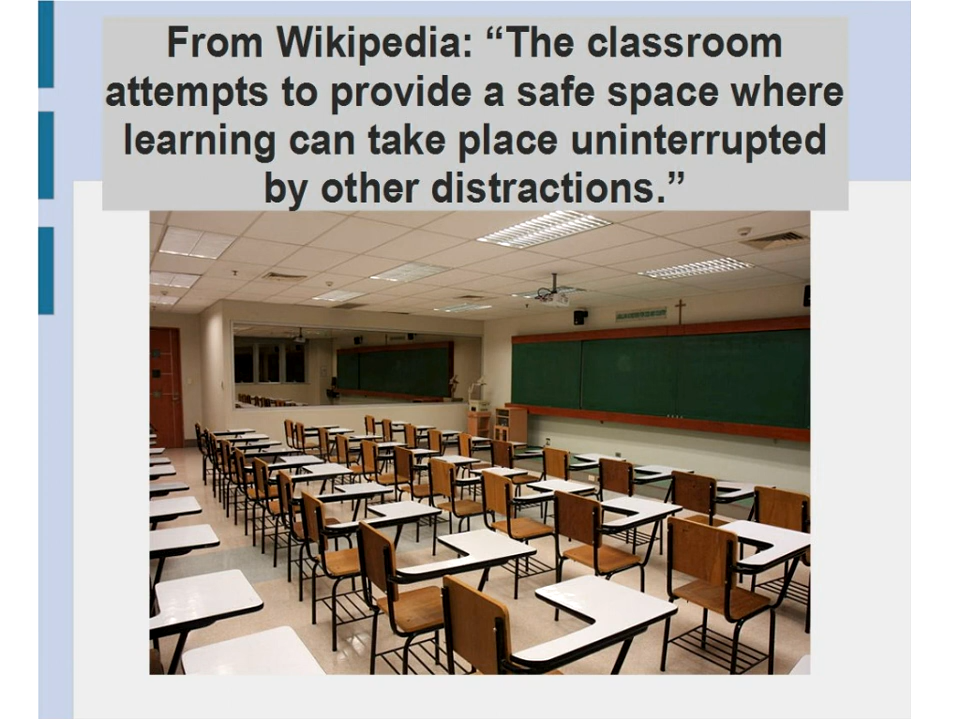 From Wikipedia: “The classroom
attempts to provide a safe space where
learning can take place uninterrupted
by other distractions.”